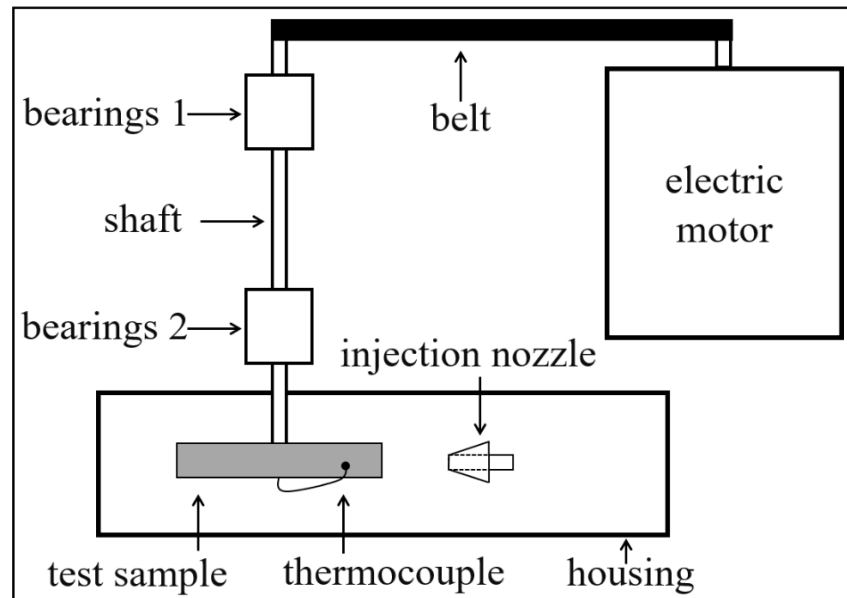 bearings 1
belt
electric
motor
shaft
bearings 2
injection nozzle
test sample
thermocouple
housing